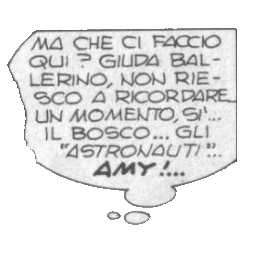 MA CHE CI FACCIO
QUI? GIUDA BAL-
LERINO, NON RIE-
SCO A RICORDARE...
UN MOMENTO, SI'...
IL BOSCO... GLI
"ASTRONAUTI"...
AMY!...